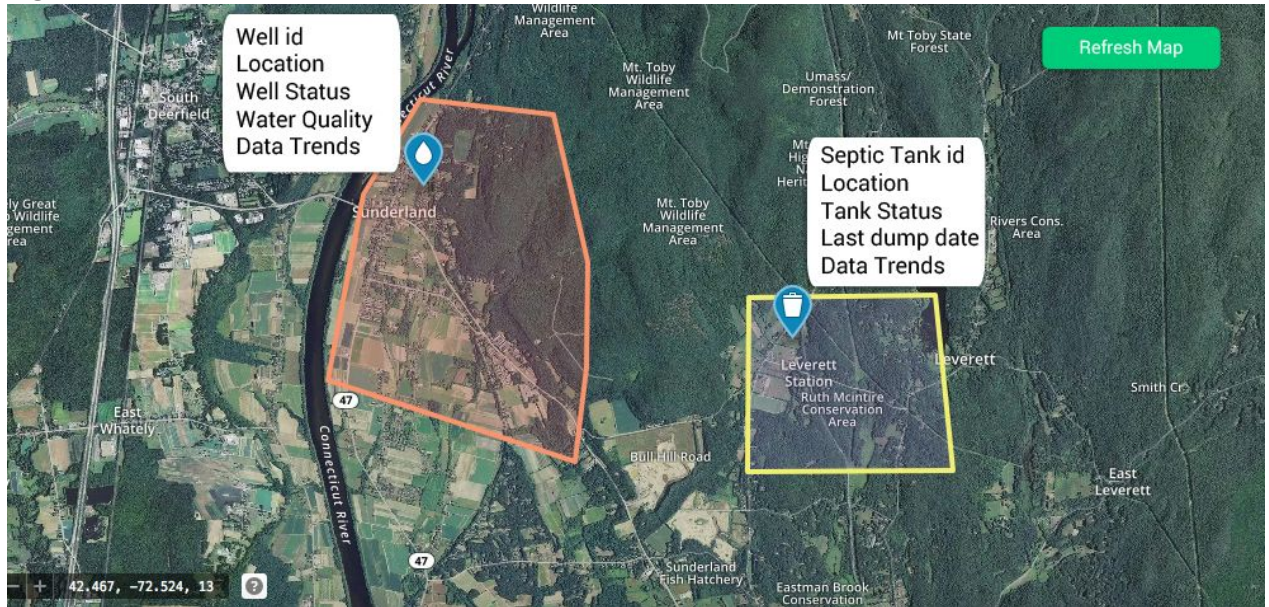 Wildlife
Management
Area
Well id
Location
Well Status
Water Quality
Data Trends
Connecticut River
South
Deerfield
Mt. Toby
Wildlife
Management
Area
Mt Toby State
Forest
Refresh Map
Umass/
Demonstration
Forest
Septic Tank id
Location
Tank Status
Last dump date
Data Trends
Sunderland
Mt. Toby
Wildlife
Management
Area
Rivers Cons.
Area
Great
Wildlife
Leverett
Station
Ruth Mcintire
Conservation
Area
Leverett
Smith Cr
47
East
Whately
Connecticut River
Bull Hill Road
East
Leverett
47
Sunderland
Fish Hatchery
Eastman Brook
Conservation
− + 42.467, −72.524, 13 ?